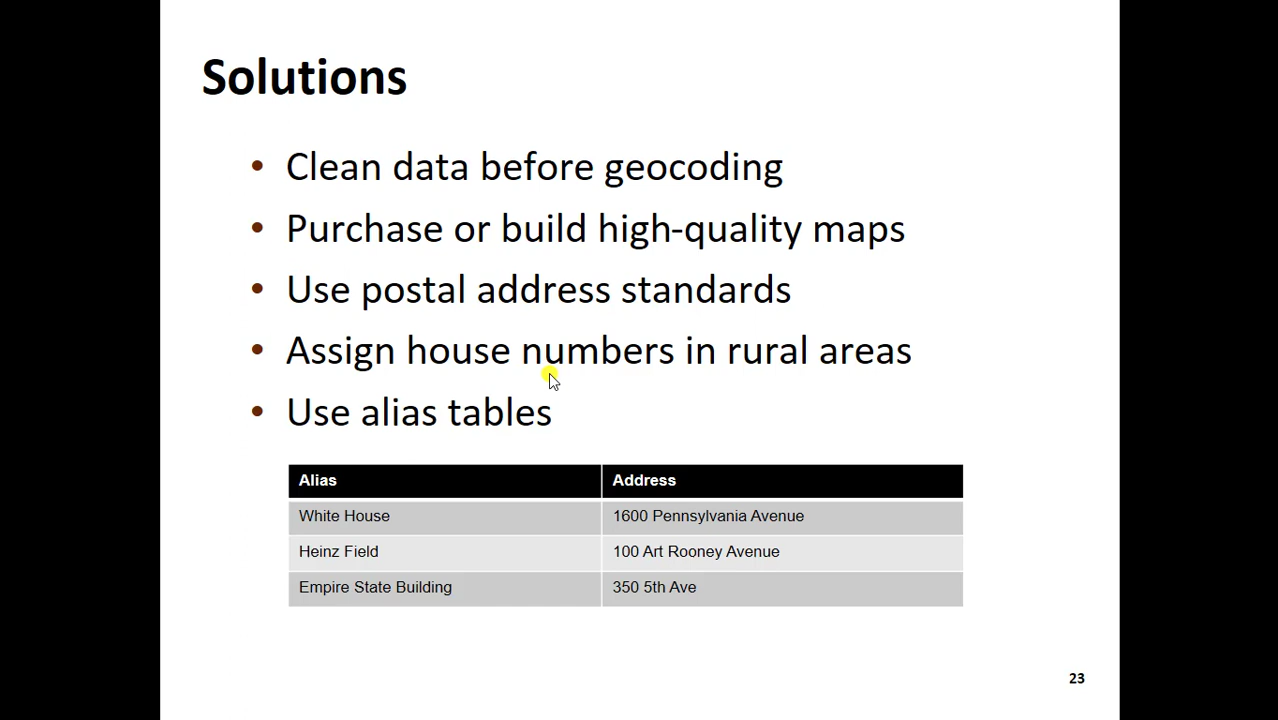 Solutions
• Clean data before geocoding
• Purchase or build high-quality maps
• Use postal address standards
• Assign house numbers in rural areas
• Use alias tables
Alias Address
White House 1600 Pennsylvania Avenue
Heinz Field 100 Art Rooney Avenue
Empire State Building 350 5th Ave
23